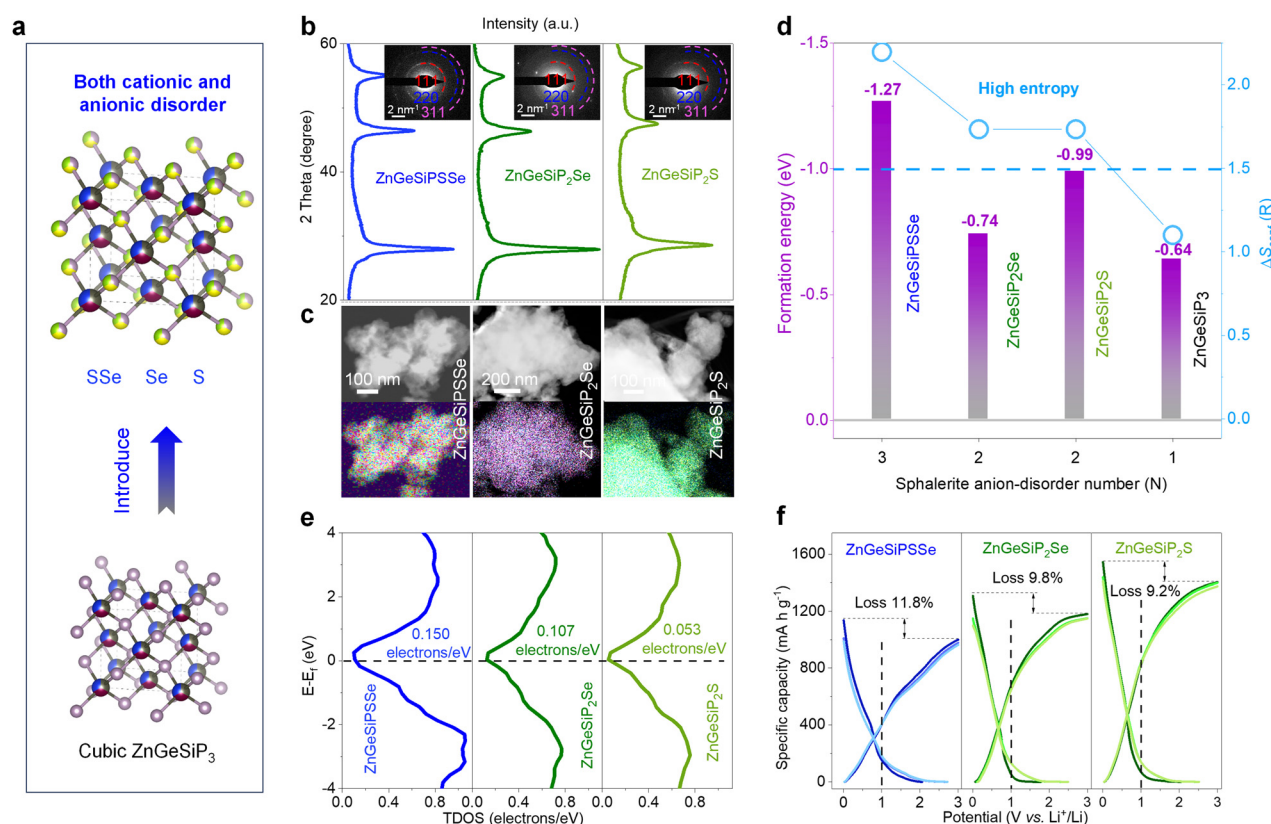 a
Both cationic and
anionic disorder
SSe Se S
Introduce
Cubic ZnGeSiP₃
b
Intensity (a.u.)
2 Theta (degree)
60
40
20
111
220
311
2 nm⁻¹
111
220
311
2 nm⁻¹
111
220
311
2 nm⁻¹
ZnGeSiPSSe
ZnGeSiP₂Se
ZnGeSiP₂S
c
100 nm
ZnGeSiPSSe
200 nm
ZnGeSiP₂Se
100 nm
ZnGeSiP₂S
d
Formation energy (eV)
-1.5
-1.0
-0.5
0.0
High entropy
-1.27
-0.74
-0.99
-0.64
ZnGeSiPSSe
ZnGeSiP₂Se
ZnGeSiP₂S
ZnGeSiP₃
2.0
1.5
1.0
0.5
0.0
3 2 2 1
Sphalerite anion-disorder number (N)
e
E-E_f (eV)
4
2
0
-2
-4
0.150
electrons/eV
0.107
electrons/eV
0.053
electrons/eV
ZnGeSiPSSe
ZnGeSiP₂Se
ZnGeSiP₂S
0.0 0.4 0.8 0.0 0.4 0.8 0.0 0.4 0.8
TDOS (electrons/eV)
f
Specific capacity (mA h g⁻¹)
1600
1200
800
400
0
ZnGeSiPSSe
ZnGeSiP₂Se
ZnGeSiP₂S
Loss 11.8%
Loss 9.8%
Loss 9.2%
0 1 2 3 0 1 2 3 0 1 2 3
Potential (V vs. Li⁺/Li)